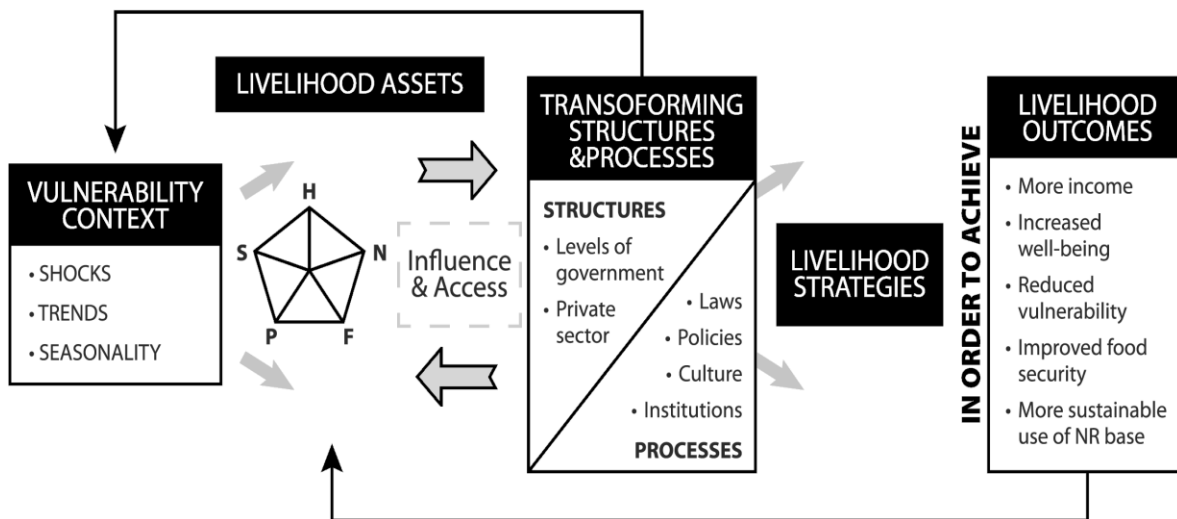 LIVELIHOOD ASSETS
VULNERABILITY
CONTEXT
• SHOCKS
• TRENDS
• SEASONALITY
H
S
N
P
F
Influence
& Access
TRANSOFORMING
STRUCTURES
&PROCESSES
STRUCTURES
• Levels of
government
• Private
sector
• Laws
• Policies
• Culture
• Institutions
PROCESSES
LIVELIHOOD
STRATEGIES
IN ORDER TO ACHIEVE
LIVELIHOOD
OUTCOMES
• More income
• Increased
well-being
• Reduced
vulnerability
• Improved food
security
• More sustainable
use of NR base